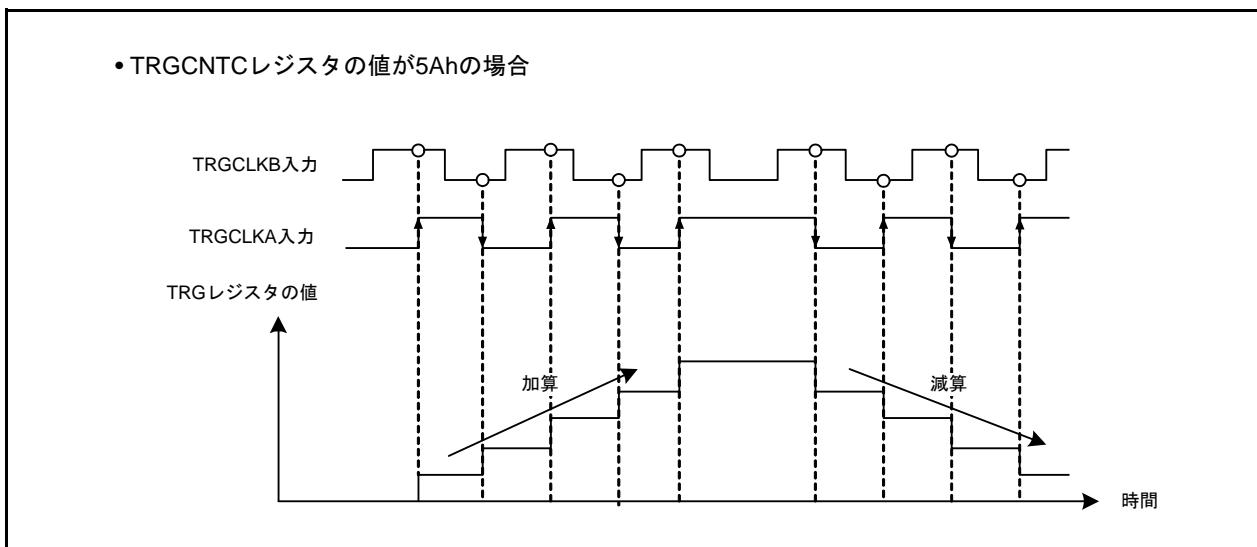 • TRGCNTCレジスタの値が5Ahの場合
TRGCLKB入力
TRGCLKA入力
TRGレジスタの値
加算
減算
時間